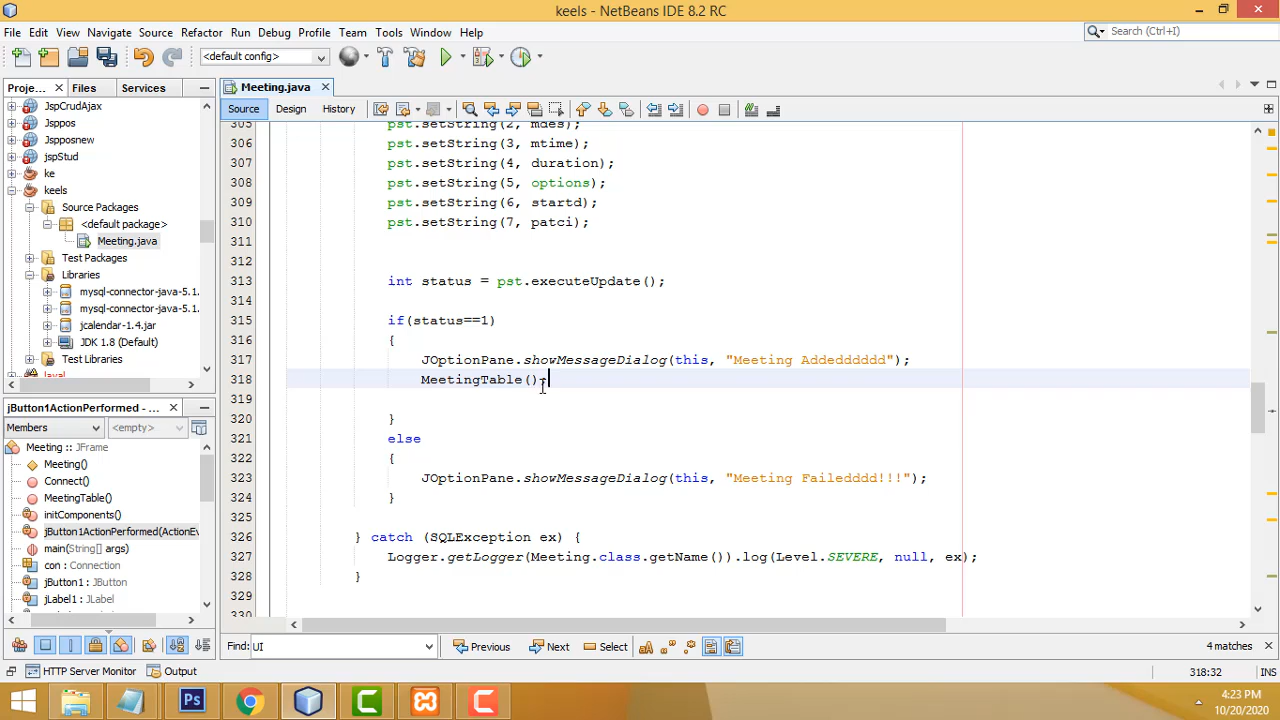 keels - NetBeans IDE 8.2 RC
File Edit View Navigate Source Refactor Run Debug Profile Team Tools Window Help
Search (Ctrl+I)
<default config>
Proje... Files Services
Meeting.java
Source Design History
JspCrudAjax
Jsppos
Jspposnew
jspStud
ke
keels
Source Packages
<default package>
Meeting.java
Test Packages
Libraries
mysql-connector-java-5.1.
mysql-connector-java-5.1.
jcalendar-1.4.jar
JDK 1.8 (Default)
Test Libraries
laval
305 pst.setString(2, mdes);
306 pst.setString(3, mtime);
307 pst.setString(4, duration);
308 pst.setString(5, options);
309 pst.setString(6, startd);
310 pst.setString(7, patci);
311
312
313 int status = pst.executeUpdate();
314
315 if(status==1)
316 {
317 JOptionPane.showMessageDialog(this, "Meeting Addedddddd");
318 MeetingTable();
319
320 }
321 else
322 {
323 JOptionPane.showMessageDialog(this, "Meeting Failedddd!!!");
324 }
325
326 } catch (SQLException ex) {
327 Logger.getLogger(Meeting.class.getName()).log(Level.SEVERE, null, ex);
328 }
329
330
jButton1ActionPerformed - ...
Members <empty>
Meeting :: JFrame
Meeting()
Connect()
MeetingTable()
initComponents()
jButton1ActionPerformed(ActionEv
main(String[] args)
con : Connection
jButton1 : JButton
jLabel1 : JLabel
Find: UI Previous Next Select 4 matches
HTTP Server Monitor Output 318:32 INS
4:23 PM
10/20/2020